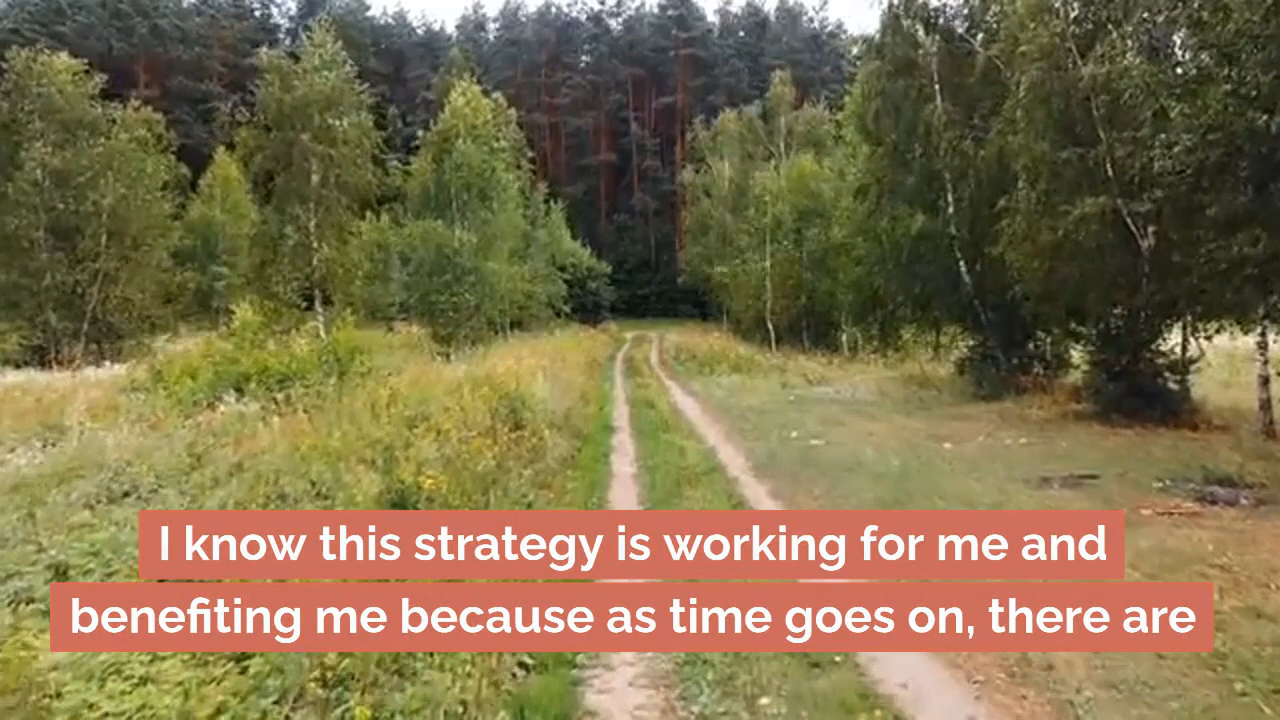 I know this strategy is working for me and
benefiting me because as time goes on, there are